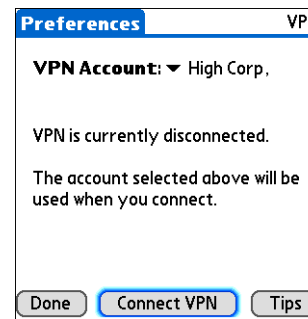 Preferences VP
VPN Account: High Corp,
VPN is currently disconnected.
The account selected above will be
used when you connect.
Done Connect VPN Tips